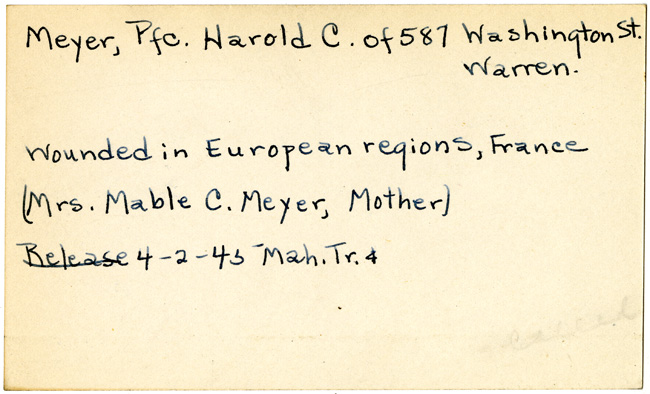 Meyer, Pfc. Harold C. of 587 Washington St.
Warren.
Wounded in European regions, France
(Mrs. Mable C. Meyer, Mother)
Release 4-2-45 Mah. Tr. 4